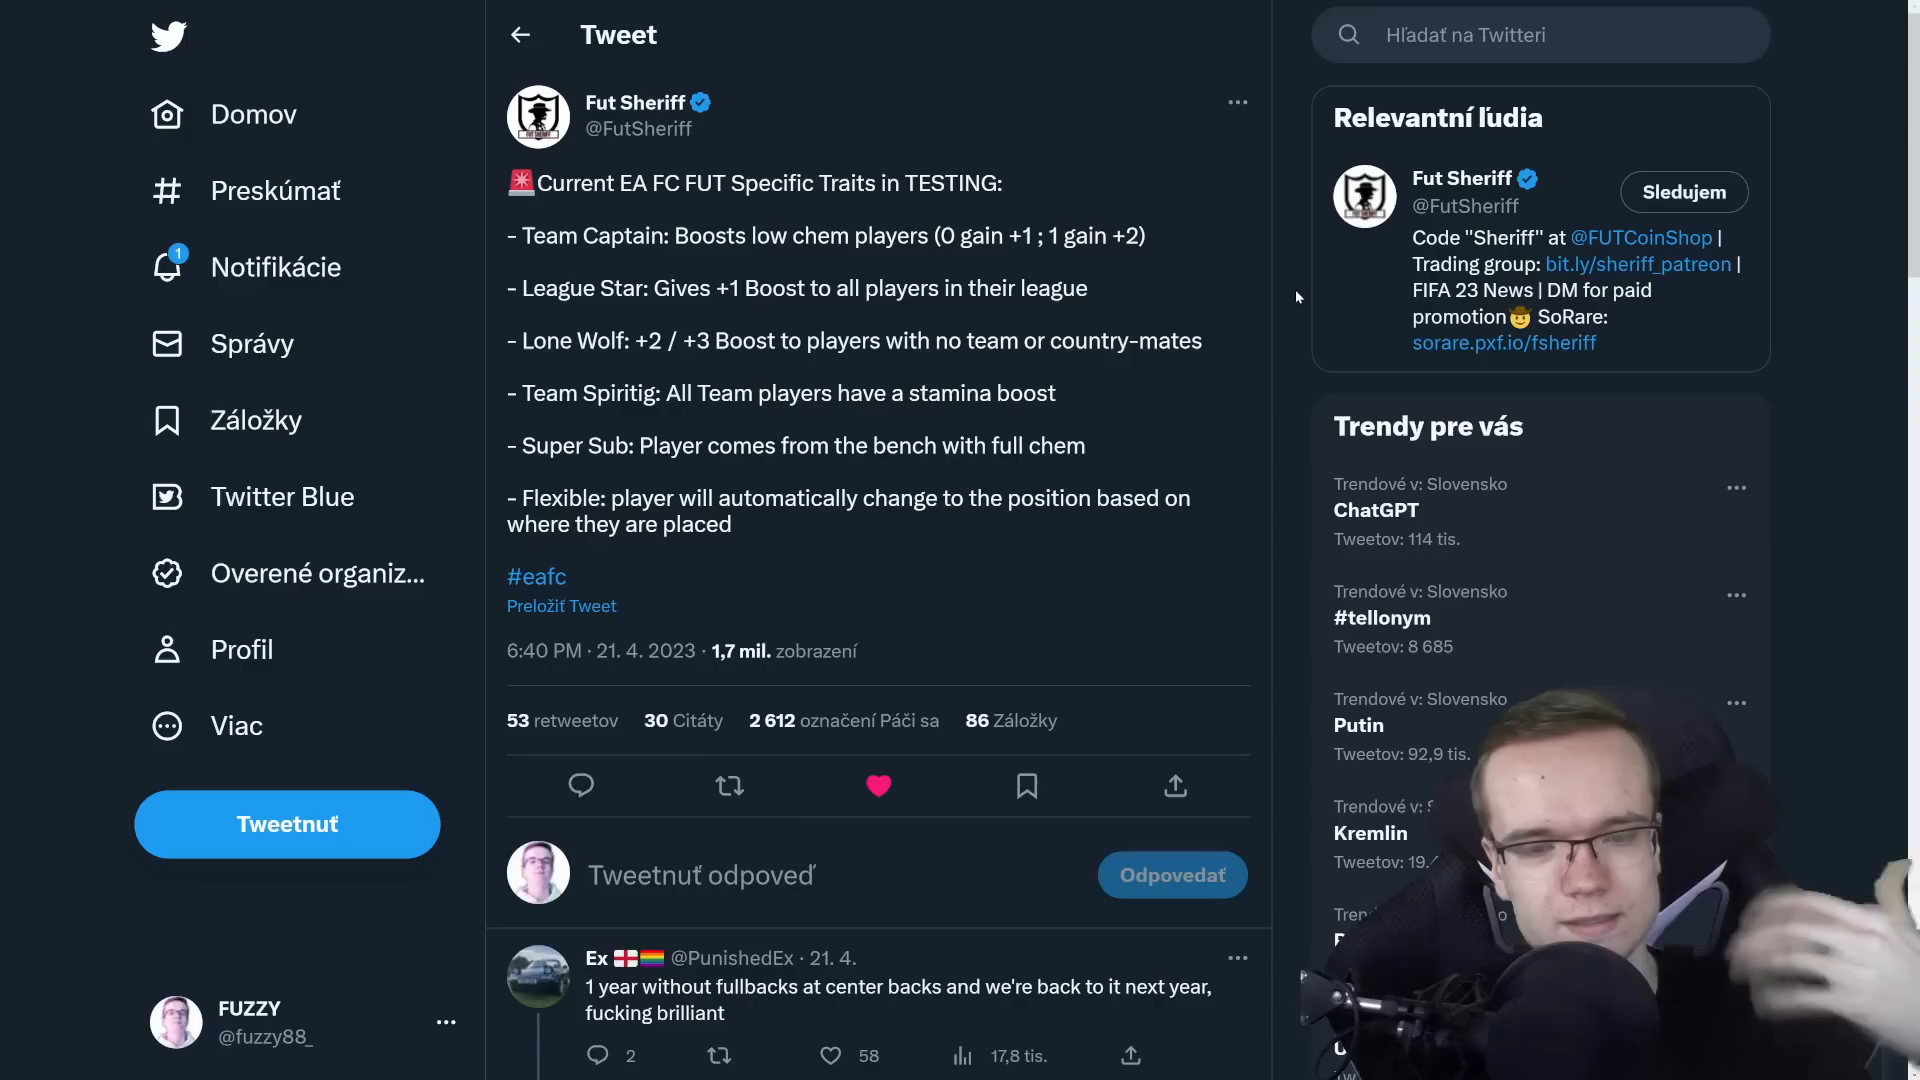 Domov
Preskúmať
1
Notifikácie
Správy
Záložky
Twitter Blue
Overené organiz...
Profil
Viac
Tweetnuť
FUZZY
@fuzzy88_
Tweet
Fut Sheriff
@FutSheriff
🚨Current EA FC FUT Specific Traits in TESTING:
- Team Captain: Boosts low chem players (0 gain +1 ; 1 gain +2)
- League Star: Gives +1 Boost to all players in their league
- Lone Wolf: +2 / +3 Boost to players with no team or country-mates
- Team Spiritig: All Team players have a stamina boost
- Super Sub: Player comes from the bench with full chem
- Flexible: player will automatically change to the position based on
where they are placed
#eafc
Preložiť Tweet
6:40 PM · 21. 4. 2023 · 1,7 mil. zobrazení
53 retweetov 30 Citáty 2 612 označení Páči sa 86 Záložky
Tweetnuť odpoveď
Odpovedať
Ex 🏴󠁧󠁢󠁥󠁮󠁧󠁿🏳️‍🌈 @PunishedEx · 21. 4.
1 year without fullbacks at center backs and we're back to it next year,
fucking brilliant
2 58 17,8 tis.
Hľadať na Twitteri
Relevantní ľudia
Fut Sheriff
@FutSheriff
Sledujem
Code "Sheriff" at @FUTCoinShop |
Trading group: bit.ly/sheriff_patreon |
FIFA 23 News | DM for paid
promotion🤠 SoRare:
sorare.pxf.io/fsheriff
Trendy pre vás
Trendové v: Slovensko
ChatGPT
Tweetov: 114 tis.
Trendové v: Slovensko
#tellonym
Tweetov: 8 685
Trendové v: Slovensko
Putin
Tweetov: 92,9 tis.
Trendové v:
Kremlin
Tweetov: 19.